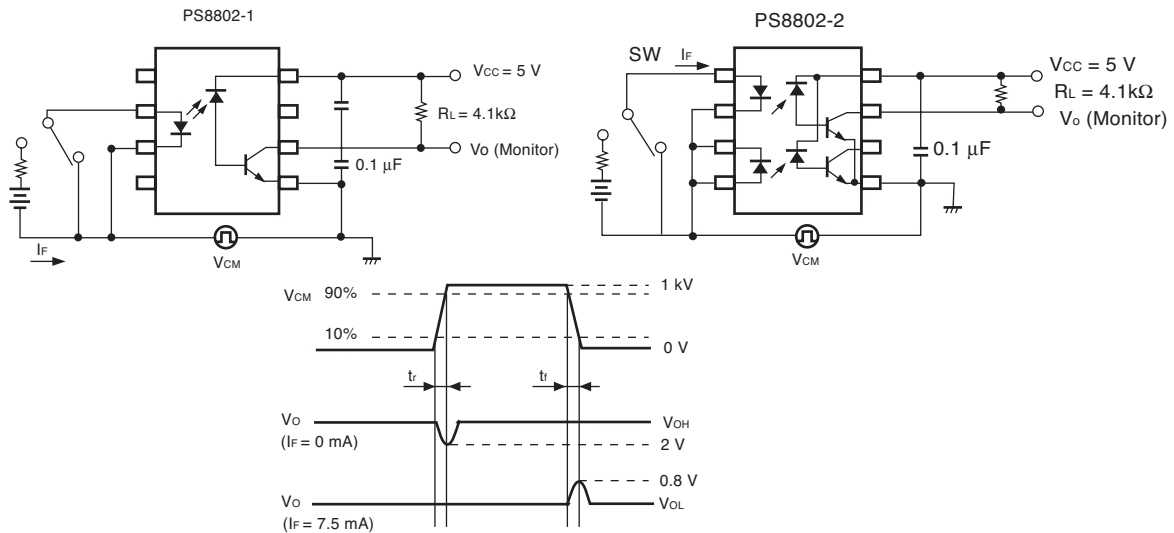 PS8802-1
VCC = 5 V
RL = 4.1kΩ
VO (Monitor)
0.1 μF
IF
VCM
PS8802-2
SW
IF
VCC = 5 V
RL = 4.1kΩ
Vo (Monitor)
0.1 μF
VCM
VCM 90%
1 kV
10%
0 V
tr
tf
VO
(IF = 0 mA)
VOH
2 V
0.8 V
VO
(IF = 7.5 mA)
VOL